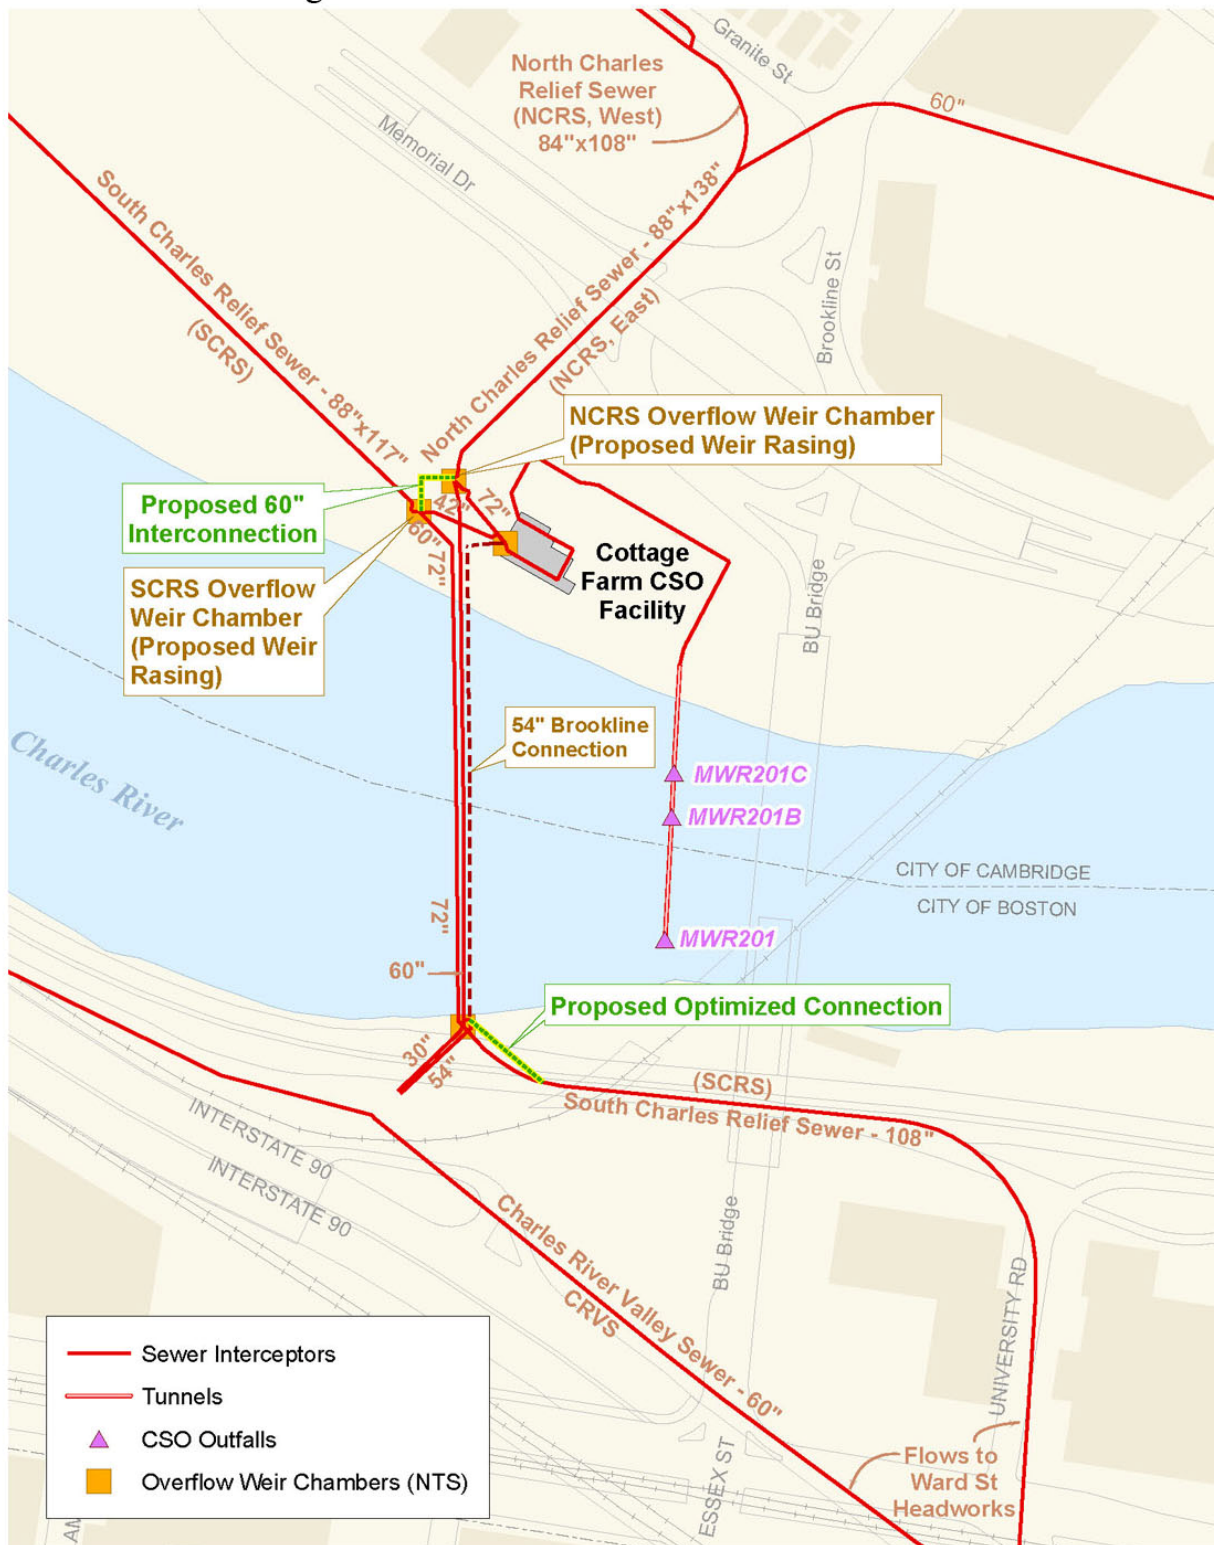 Granite St
North Charles
Relief Sewer
(NCRS, West)
84"x108"
60"
Memorial Dr
South Charles Relief Sewer - 88"x117"
(SCRS)
North Charles Relief Sewer - 88"x138"
(NCRS, East)
Brookline St
NCRS Overflow Weir Chamber
(Proposed Weir Rasing)
Proposed 60"
Interconnection
42"
72"
60"
72"
Cottage
Farm CSO
Facility
SCRS Overflow
Weir Chamber
(Proposed Weir
Rasing)
BU Bridge
54" Brookline
Connection
Charles River
MWR201C
MWR201B
CITY OF CAMBRIDGE
CITY OF BOSTON
72"
MWR201
60"
Proposed Optimized Connection
30"
54"
(SCRS)
South Charles Relief Sewer - 108"
INTERSTATE 90
INTERSTATE 90
Charles River Valley Sewer - 60"
CRVS
BU Bridge
UNIVERSITY RD
ESSEX ST
Flows to
Ward St
Headworks
Sewer Interceptors
Tunnels
CSO Outfalls
Overflow Weir Chambers (NTS)